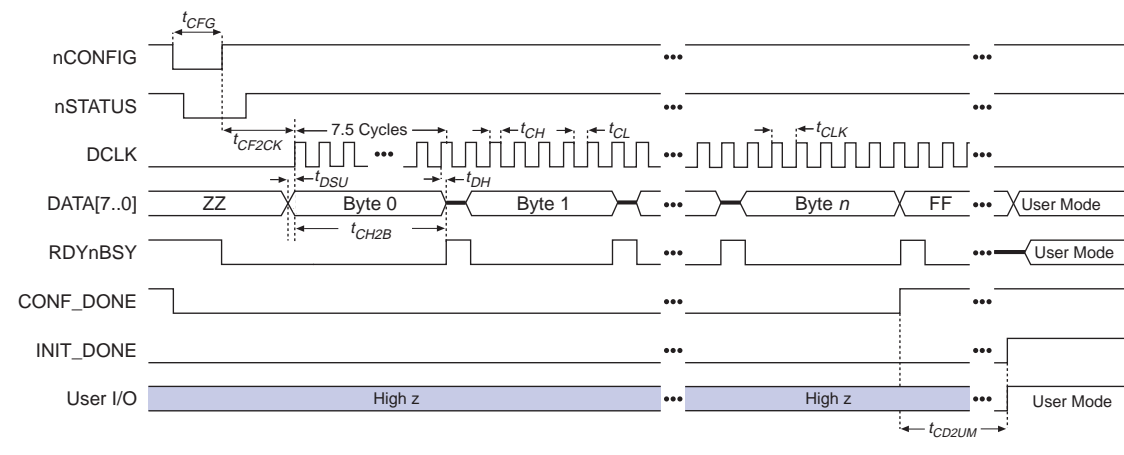 tCFG
nCONFIG
nSTATUS
tCF2CK 7.5 Cycles tCH tCL tCLK
DCLK
tDSU tDH
DATA[7..0] ZZ Byte 0 Byte 1 Byte n FF User Mode
tCH2B
RDYnBSY User Mode
CONF_DONE
INIT_DONE
User I/O High z High z User Mode
tCD2UM